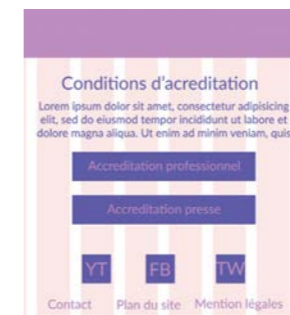 Conditions d'acreditation
Lorem ipsum dolor sit amet, consectetur adipisicing
elit, sed do eiusmod tempor incididunt ut labore et
dolore magna aliqua. Ut enim ad minim veniam, quis
Accreditation professionnel
Accreditation presse
YT FB TW
Contact Plan du site Mention légales